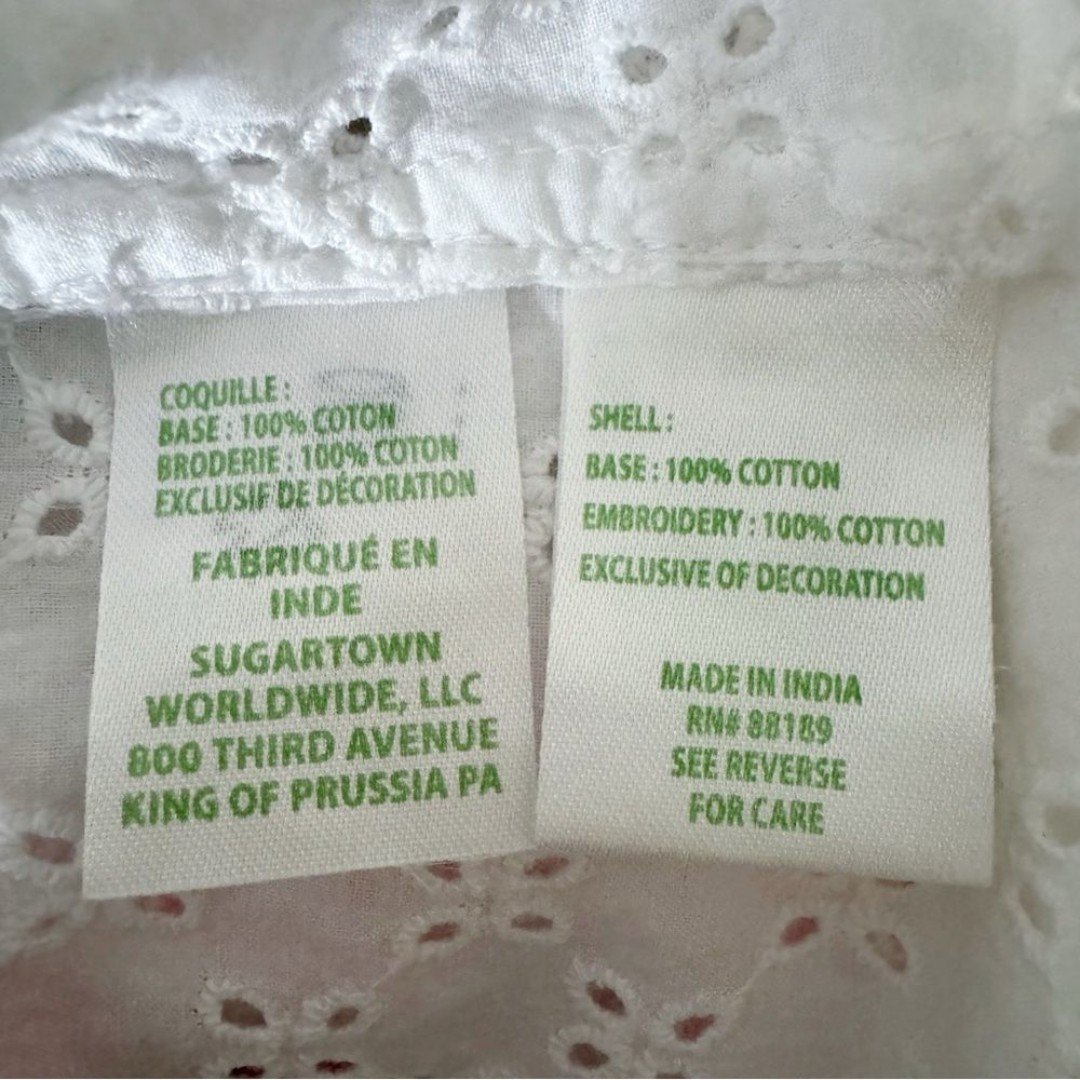 COQUILLE :
BASE : 100% COTON
BRODERIE : 100% COTON
EXCLUSIF DE DÉCORATION
FABRIQUÉ EN
INDE
SUGARTOWN
WORLDWIDE, LLC
800 THIRD AVENUE
KING OF PRUSSIA PA
SHELL :
BASE : 100% COTTON
EMBROIDERY : 100% COTTON
EXCLUSIVE OF DECORATION
MADE IN INDIA
RN# 88189
SEE REVERSE
FOR CARE